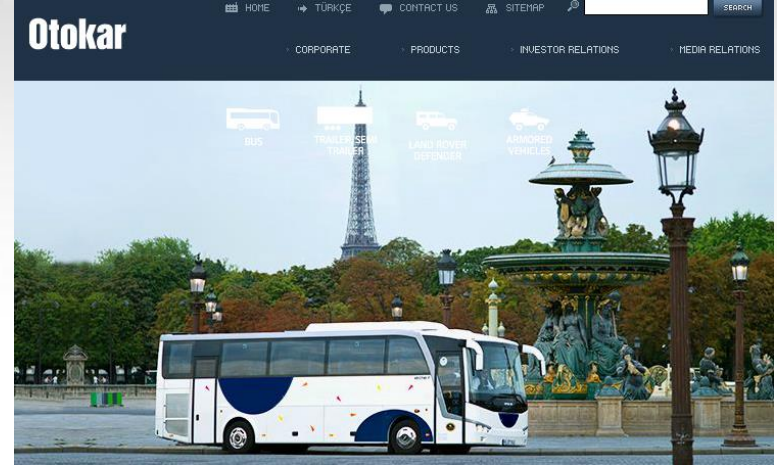 HOME
TÜRKÇE
CONTACT US
SITEMAP
SEARCH
Otokar
CORPORATE
PRODUCTS
INVESTOR RELATIONS
MEDIA RELATIONS
BUS
TRAILER/SEMI
TRAILER
LAND ROVER
DEFENDER
ARMORED
VEHICLES